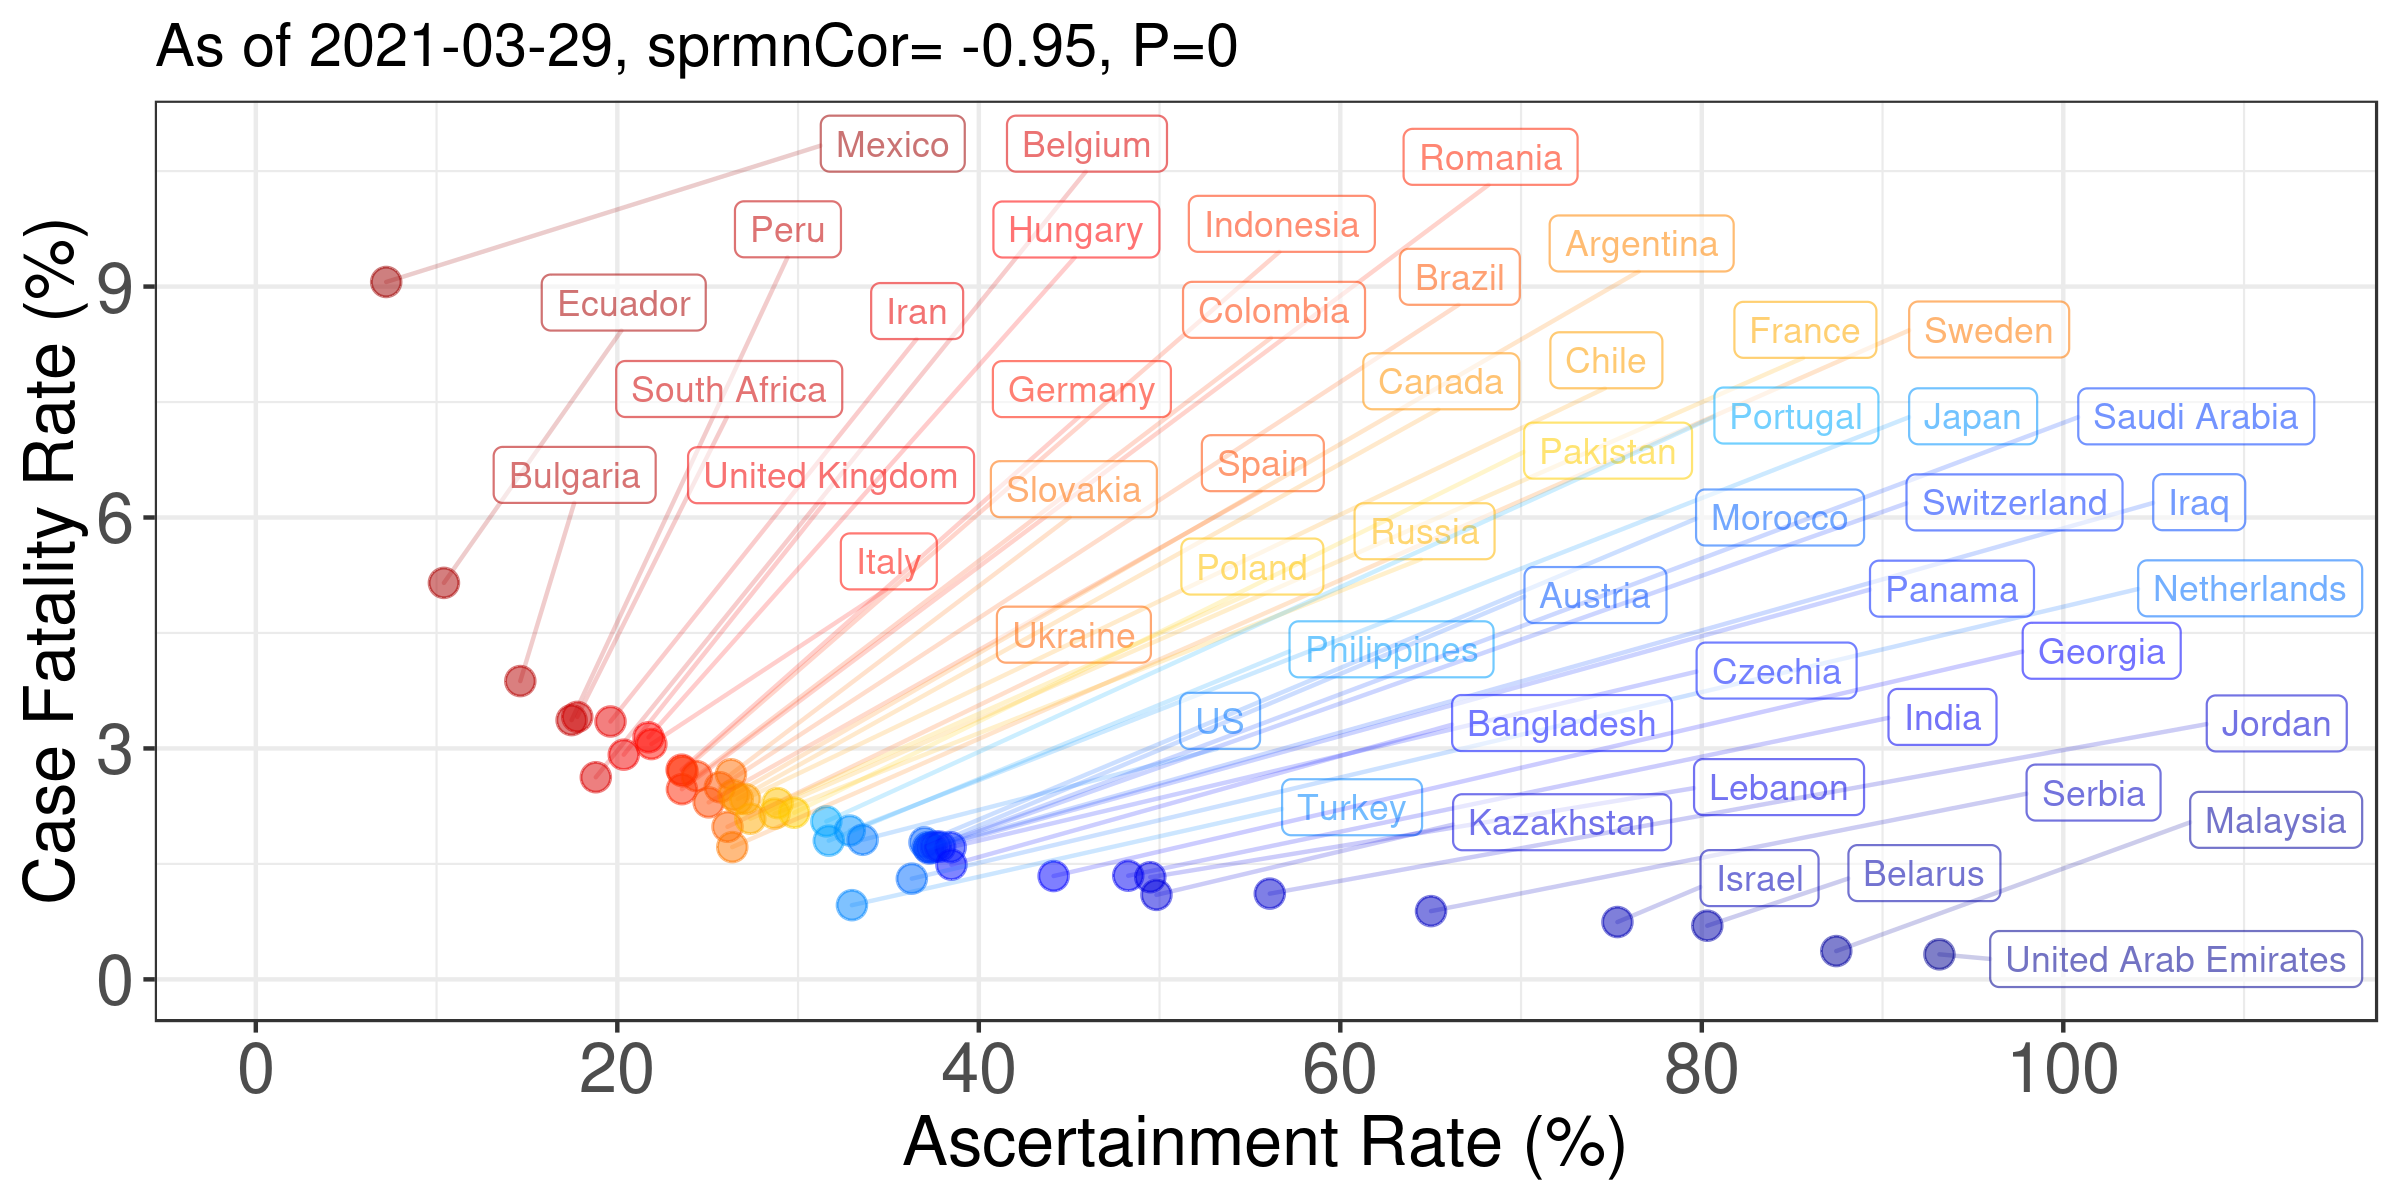 As of 2021-03-29, sprmnCor= -0.95, P=0
Case Fatality Rate (%)
9
6
3
0
Mexico
Belgium
Romania
Peru
Hungary
Indonesia
Argentina
Ecuador
Iran
Colombia
Brazil
France
Sweden
South Africa
Germany
Canada
Chile
Portugal
Japan
Saudi Arabia
Bulgaria
United Kingdom
Slovakia
Spain
Pakistan
Morocco
Switzerland
Iraq
Italy
Poland
Russia
Austria
Panama
Netherlands
Ukraine
Philippines
Czechia
Georgia
US
Bangladesh
India
Jordan
Turkey
Kazakhstan
Lebanon
Serbia
Malaysia
Israel
Belarus
United Arab Emirates
0 20 40 60 80 100
Ascertainment Rate (%)